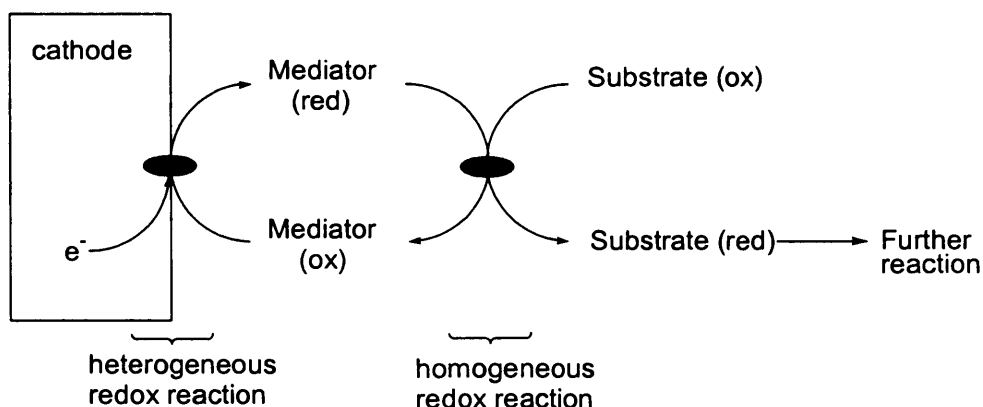 cathode
Mediator
(red)
Substrate (ox)
e-
Mediator
(ox)
Substrate (red)
Further
reaction
heterogeneous
redox reaction
homogeneous
redox reaction